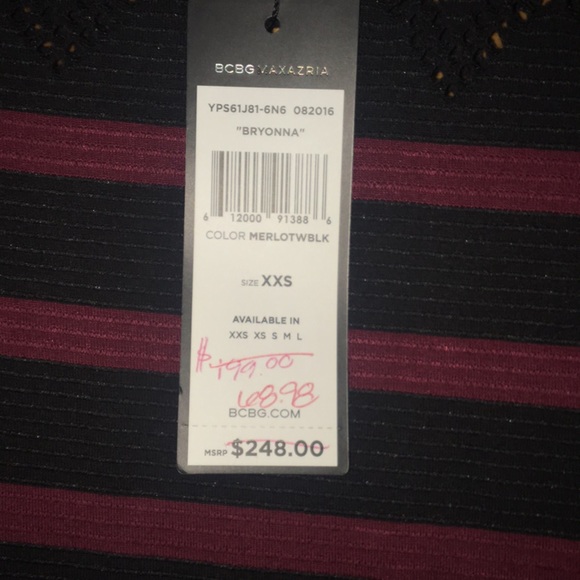 BCBGMAXAZRIA
YPS61J81-6N6 082016
"BRYONNA"
6 12000 91388 6
COLOR MERLOTWBLK
SIZE XXS
AVAILABLE IN
XXS XS S M L
$199.00
68.98
BCBG.COM
MSRP $248.00